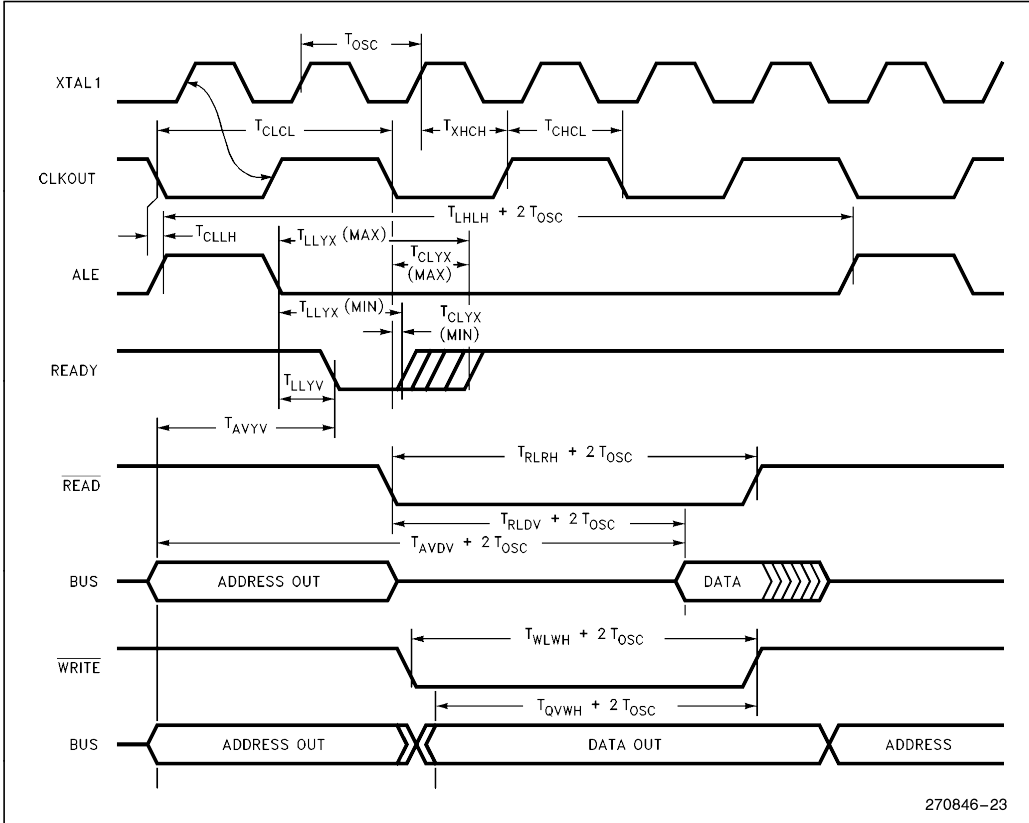 T_OSC
XTAL1
T_CLCL
T_XHCH
T_CHCL
CLKOUT
T_LHLH + 2 T_OSC
T_CLLH
T_LLYX (MAX)
T_CLYX
(MAX)
ALE
T_LLYX (MIN)
T_CLYX
(MIN)
READY
T_LLYV
T_AVYV
T_RLRH + 2 T_OSC
READ
T_RLDV + 2 T_OSC
T_AVDV + 2 T_OSC
BUS
ADDRESS OUT
DATA
T_WLWH + 2 T_OSC
WRITE
T_QVWH + 2 T_OSC
BUS
ADDRESS OUT
DATA OUT
ADDRESS
270846-23